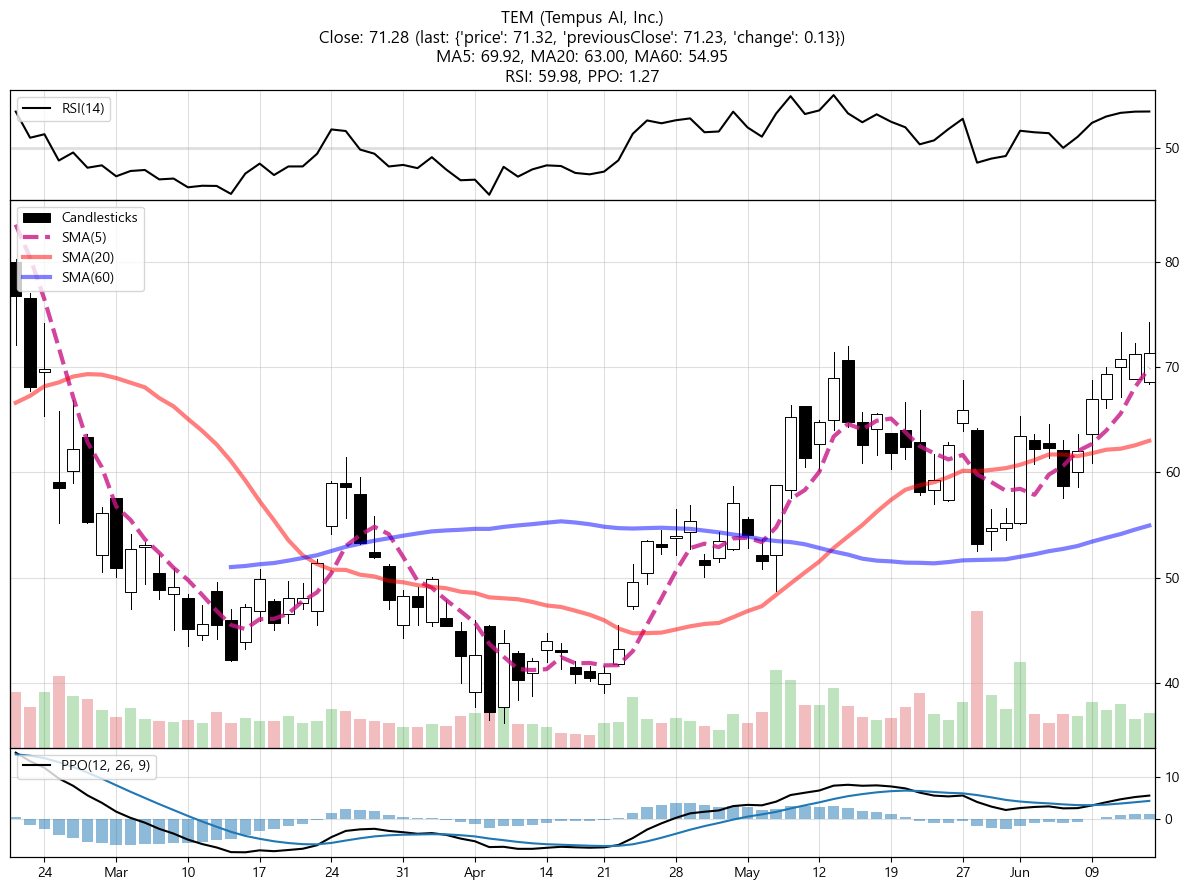 TEM (Tempus AI, Inc.)
Close: 71.28 (last: {'price': 71.32, 'previousClose': 71.23, 'change': 0.13})
MA5: 69.92, MA20: 63.00, MA60: 54.95
RSI: 59.98, PPO: 1.27
RSI(14)
50
Candlesticks
SMA(5)
SMA(20)
SMA(60)
80
70
60
50
40
PPO(12, 26, 9)
10
0
24 Mar 10 17 24 31 Apr 14 21 28 May 12 19 27 Jun 09